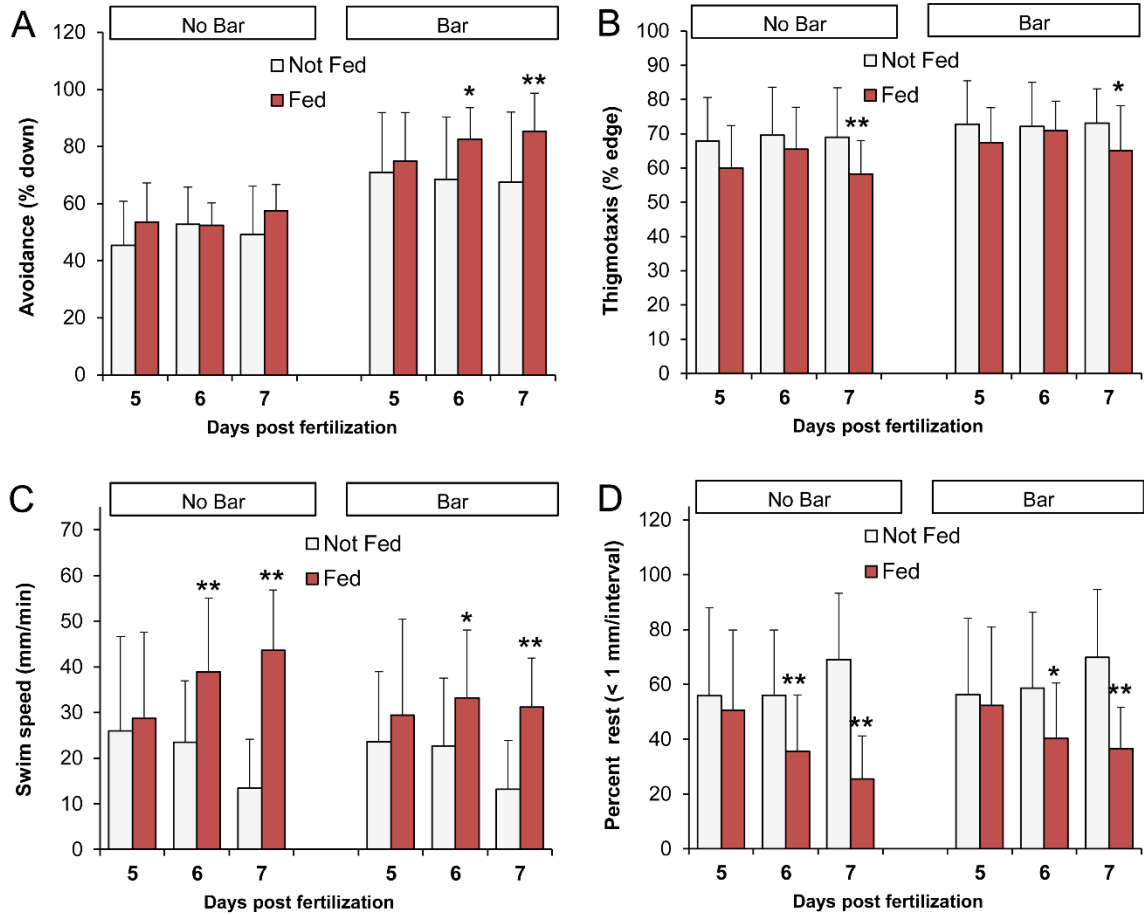 A
No Bar
Bar
Not Fed
Fed
Avoidance (% down)
120
100
80
60
40
20
0
*
**
5 6 7 5 6 7
Days post fertilization
B
No Bar
Bar
Not Fed
Fed
Thigmotaxis (% edge)
100
90
80
70
60
50
40
30
20
10
0
**
*
5 6 7 5 6 7
Days post fertilization
C
No Bar
Bar
Not Fed
Fed
Swim speed (mm/min)
70
60
50
40
30
20
10
0
** ** * **
5 6 7 5 6 7
Days post fertilization
D
No Bar
Bar
Not Fed
Fed
Percent rest (< 1 mm/interval)
120
100
80
60
40
20
0
** ** * **
5 6 7 5 6 7
Days post fertilization